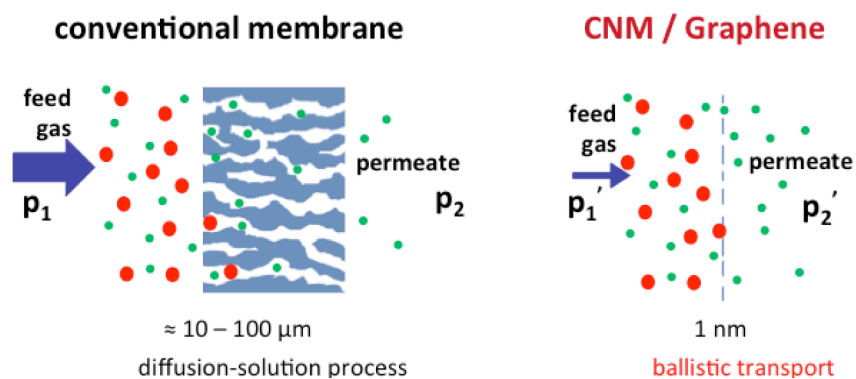 conventional membrane
feed
gas
p₁
permeate
p₂
≈ 10 – 100 μm
diffusion-solution process
CNM / Graphene
feed
gas
p₁′
permeate
p₂′
1 nm
ballistic transport